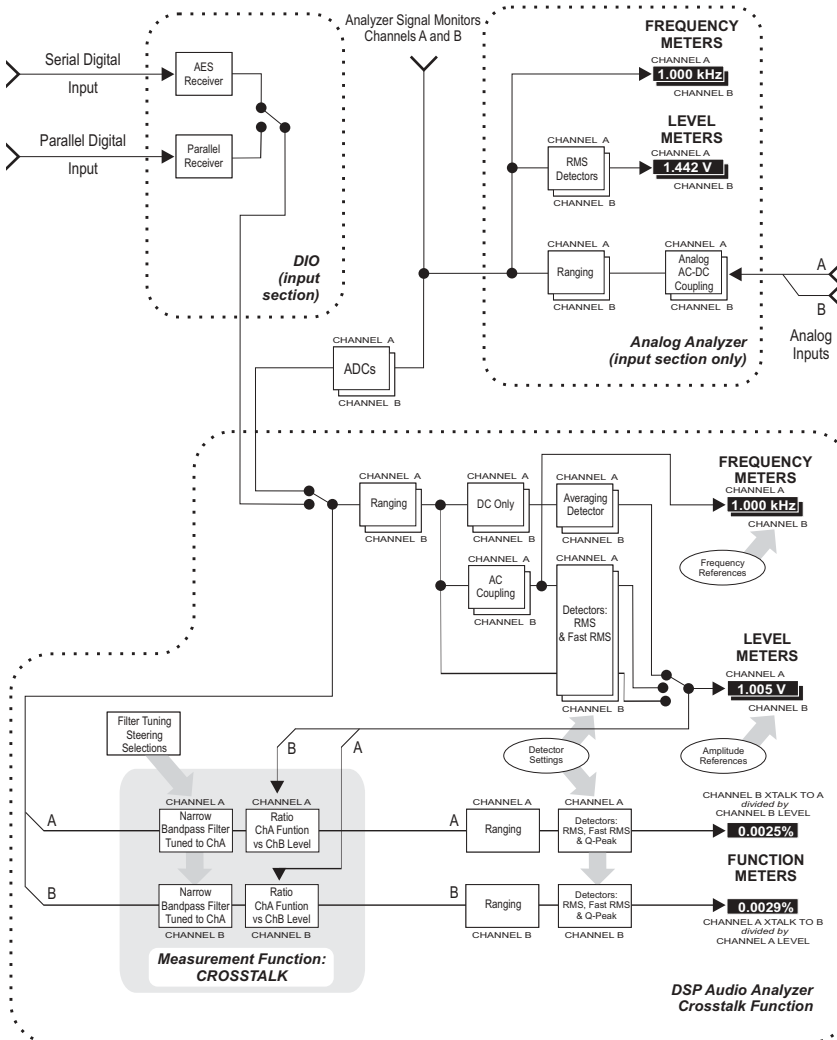 Analyzer Signal Monitors
Channels A and B
Serial Digital
Input
AES
Receiver
Parallel Digital
Input
Parallel
Receiver
DIO
(input
section)
FREQUENCY
METERS
CHANNEL A
1.000 kHz
CHANNEL B
LEVEL
METERS
CHANNEL A
1.442 V
CHANNEL B
CHANNEL A
RMS
Detectors
CHANNEL B
CHANNEL A
Ranging
CHANNEL B
CHANNEL A
Analog
AC-DC
Coupling
CHANNEL B
A
B
Analog
Inputs
Analog Analyzer
(input section only)
CHANNEL A
ADCs
CHANNEL B
CHANNEL A
Ranging
CHANNEL B
CHANNEL A
DC Only
CHANNEL B
CHANNEL A
Averaging
Detector
CHANNEL B
FREQUENCY
METERS
CHANNEL A
1.000 kHz
CHANNEL B
Frequency
References
CHANNEL A
AC
Coupling
CHANNEL B
CHANNEL A
Detectors:
RMS
& Fast RMS
CHANNEL B
LEVEL
METERS
CHANNEL A
1.005 V
CHANNEL B
Amplitude
References
Detector
Settings
Filter Tuning
Steering
Selections
B
A
A
CHANNEL A
Narrow
Bandpass Filter
Tuned to ChA
CHANNEL A
Ratio
ChA Funtion
vs ChB Level
A
Ranging
CHANNEL A
Detectors:
RMS, Fast RMS
& Q-Peak
CHANNEL B XTALK TO A
divided by
CHANNEL B LEVEL
0.0025%
FUNCTION
METERS
B
Narrow
Bandpass Filter
Tuned to ChA
CHANNEL B
Ratio
ChA Funtion
vs ChB Level
CHANNEL B
B
Ranging
CHANNEL B
Detectors:
RMS, Fast RMS
& Q-Peak
CHANNEL B
0.0029%
CHANNEL A XTALK TO B
divided by
CHANNEL A LEVEL
Measurement Function:
CROSSTALK
DSP Audio Analyzer
Crosstalk Function